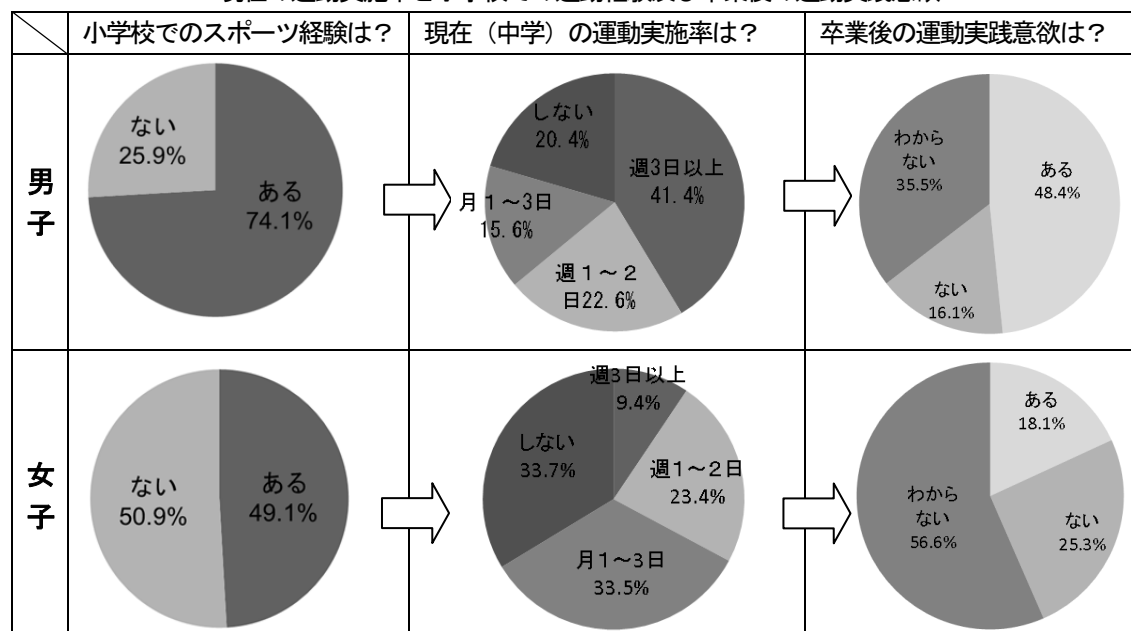 小学校でのスポーツ経験は？
現在（中学）の運動実施率は？
卒業後の運動実践意欲は？
男
子
ない
25.9%
ある
74.1%
しない
20.4%
週3日以上
41.4%
月１～3日
15.6%
週１～２
日22.6%
わから
ない
35.5%
ある
48.4%
ない
16.1%
女
子
ない
50.9%
ある
49.1%
週3日以上
9.4%
しない
33.7%
週1～2日
23.4%
月１～3日
33.5%
ある
18.1%
わから
ない
56.6%
ない
25.3%